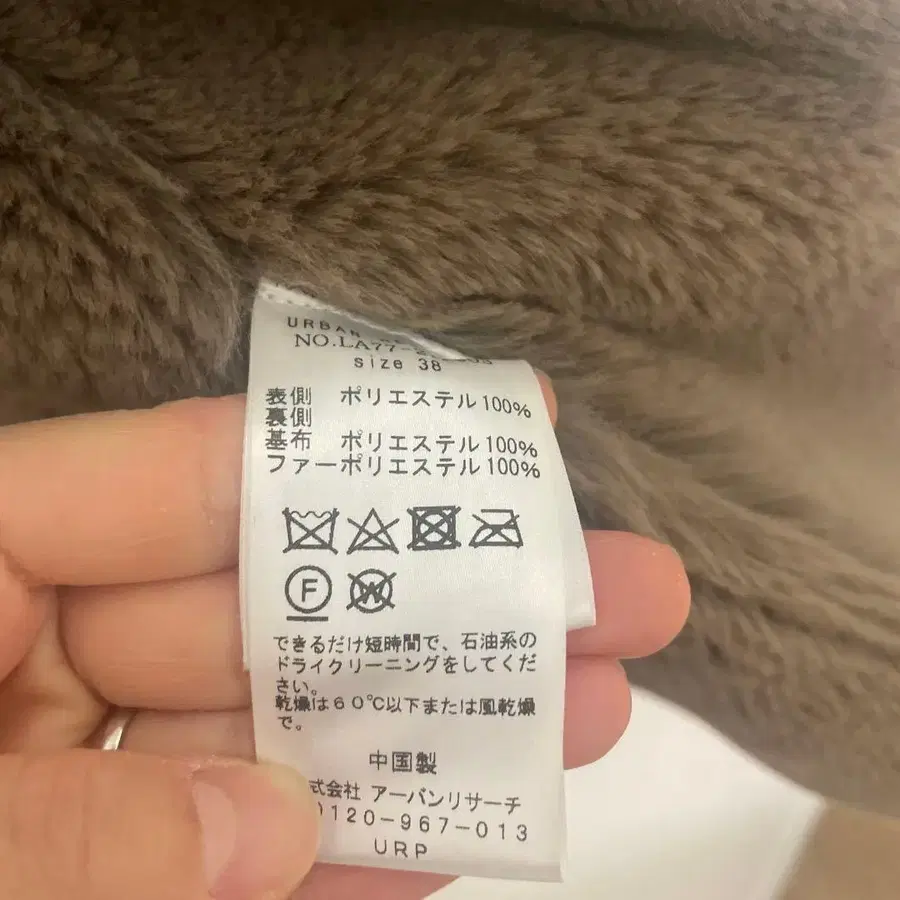 URBAN
size 38
表側 ポリエステル100%
裏側
基布 ポリエステル100%
ファーポリエステル100%
F
W
できるだけ短時間で、石油系の
ドライクリーニングをしてくだ
さい。
乾燥は60℃以下または風乾燥
で。
中国製
式会社 アーバンリサーチ
)120-967-013
URP